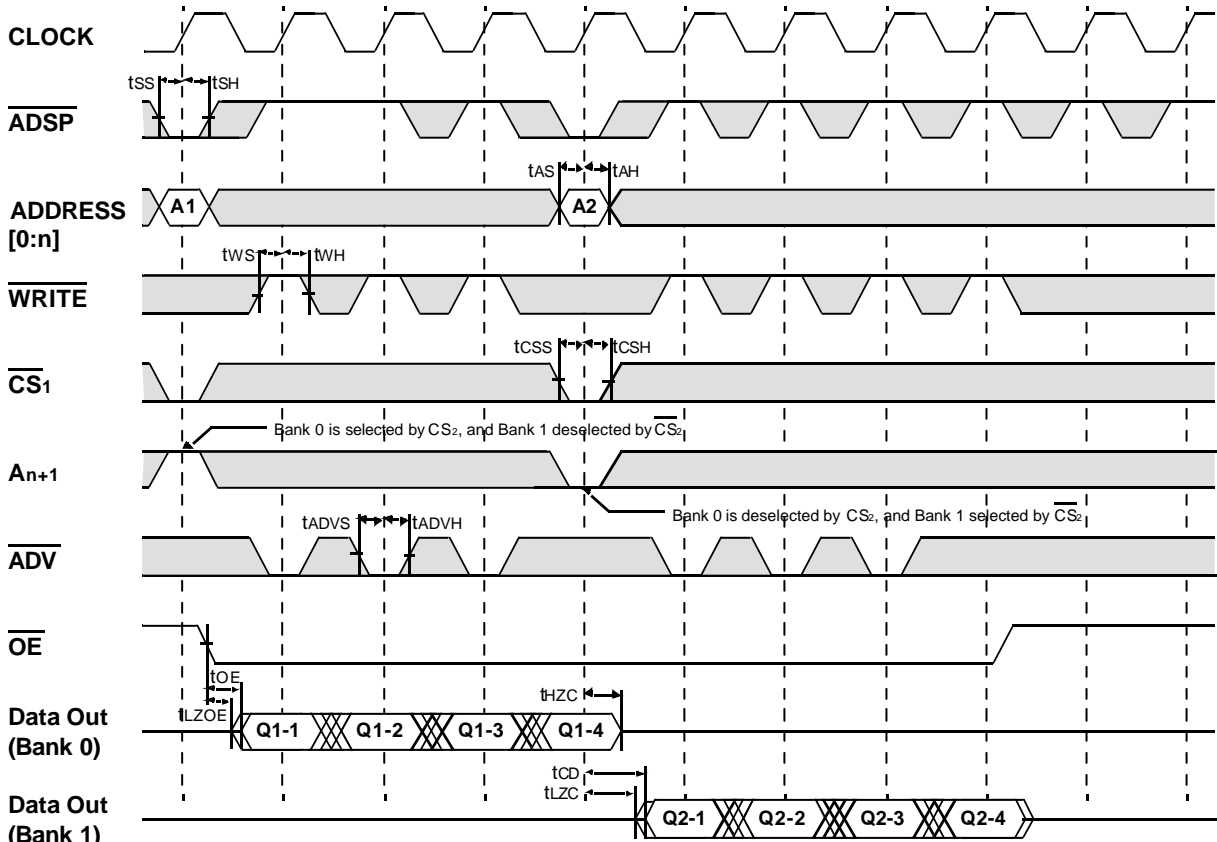 CLOCK
tSS tSH
ADSP
tAS tAH
ADDRESS
[0:n]
A1 A2
tWS tWH
WRITE
tCSS tCSH
CS1
Bank 0 is selected by CS2, and Bank 1 deselected by CS2
An+1
Bank 0 is deselected by CS2, and Bank 1 selected by CS2
tADVS tADVH
ADV
OE
tOE
tHZC
tLZOE
Data Out
(Bank 0)
Q1-1 Q1-2 Q1-3 Q1-4
tCD
tLZC
Data Out
(Bank 1)
Q2-1 Q2-2 Q2-3 Q2-4